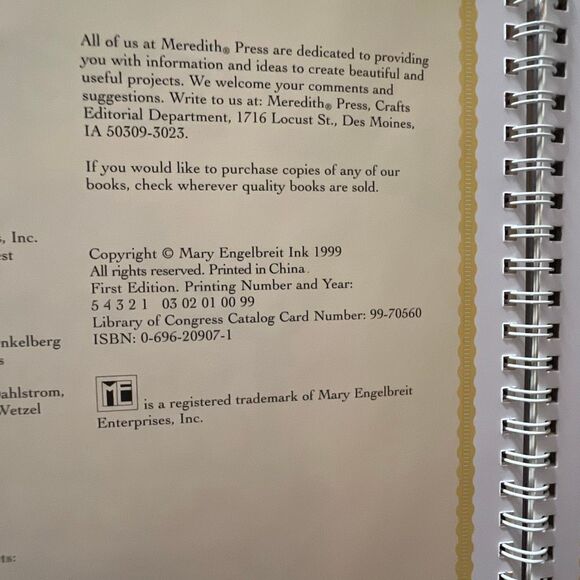 All of us at Meredith® Press are dedicated to providing
you with information and ideas to create beautiful and
useful projects. We welcome your comments and
suggestions. Write to us at: Meredith® Press, Crafts
Editorial Department, 1716 Locust St., Des Moines,
IA 50309-3023.
If you would like to purchase copies of any of our
books, check wherever quality books are sold.
, Inc.
Copyright © Mary Engelbreit Ink 1999
All rights reserved. Printed in China.
First Edition. Printing Number and Year:
5 4 3 2 1 03 02 01 00 99
Library of Congress Catalog Card Number: 99-70560
ISBN: 0-696-20907-1
nkelberg
ahlstrom,
Wetzel
ME is a registered trademark of Mary Engelbreit
Enterprises, Inc.